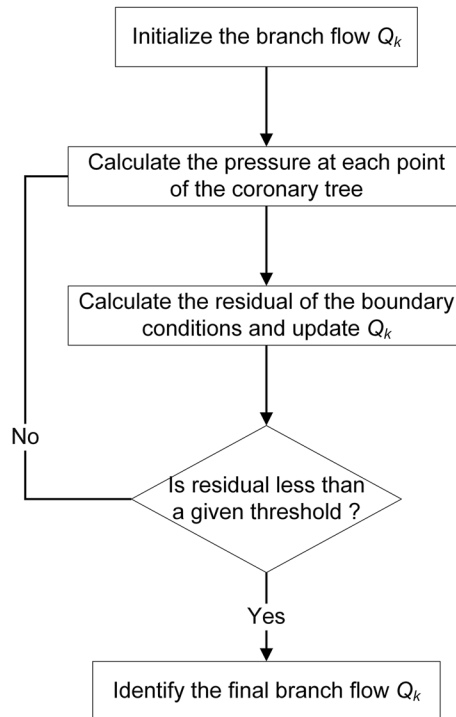 Initialize the branch flow Qk
Calculate the pressure at each point
of the coronary tree
Calculate the residual of the boundary
conditions and update Qk
No
Is residual less than
a given threshold ?
Yes
Identify the final branch flow Qk